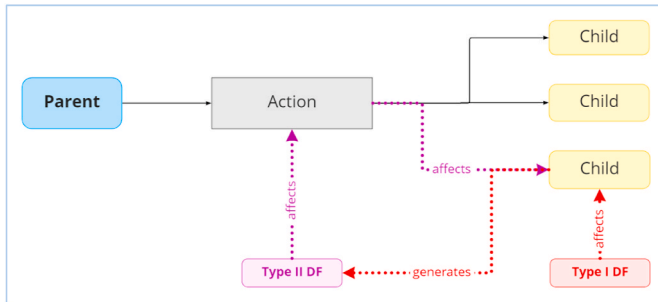 Child
Parent
Action
Child
affects
Child
affects
affects
Type II DF
generates
Type I DF